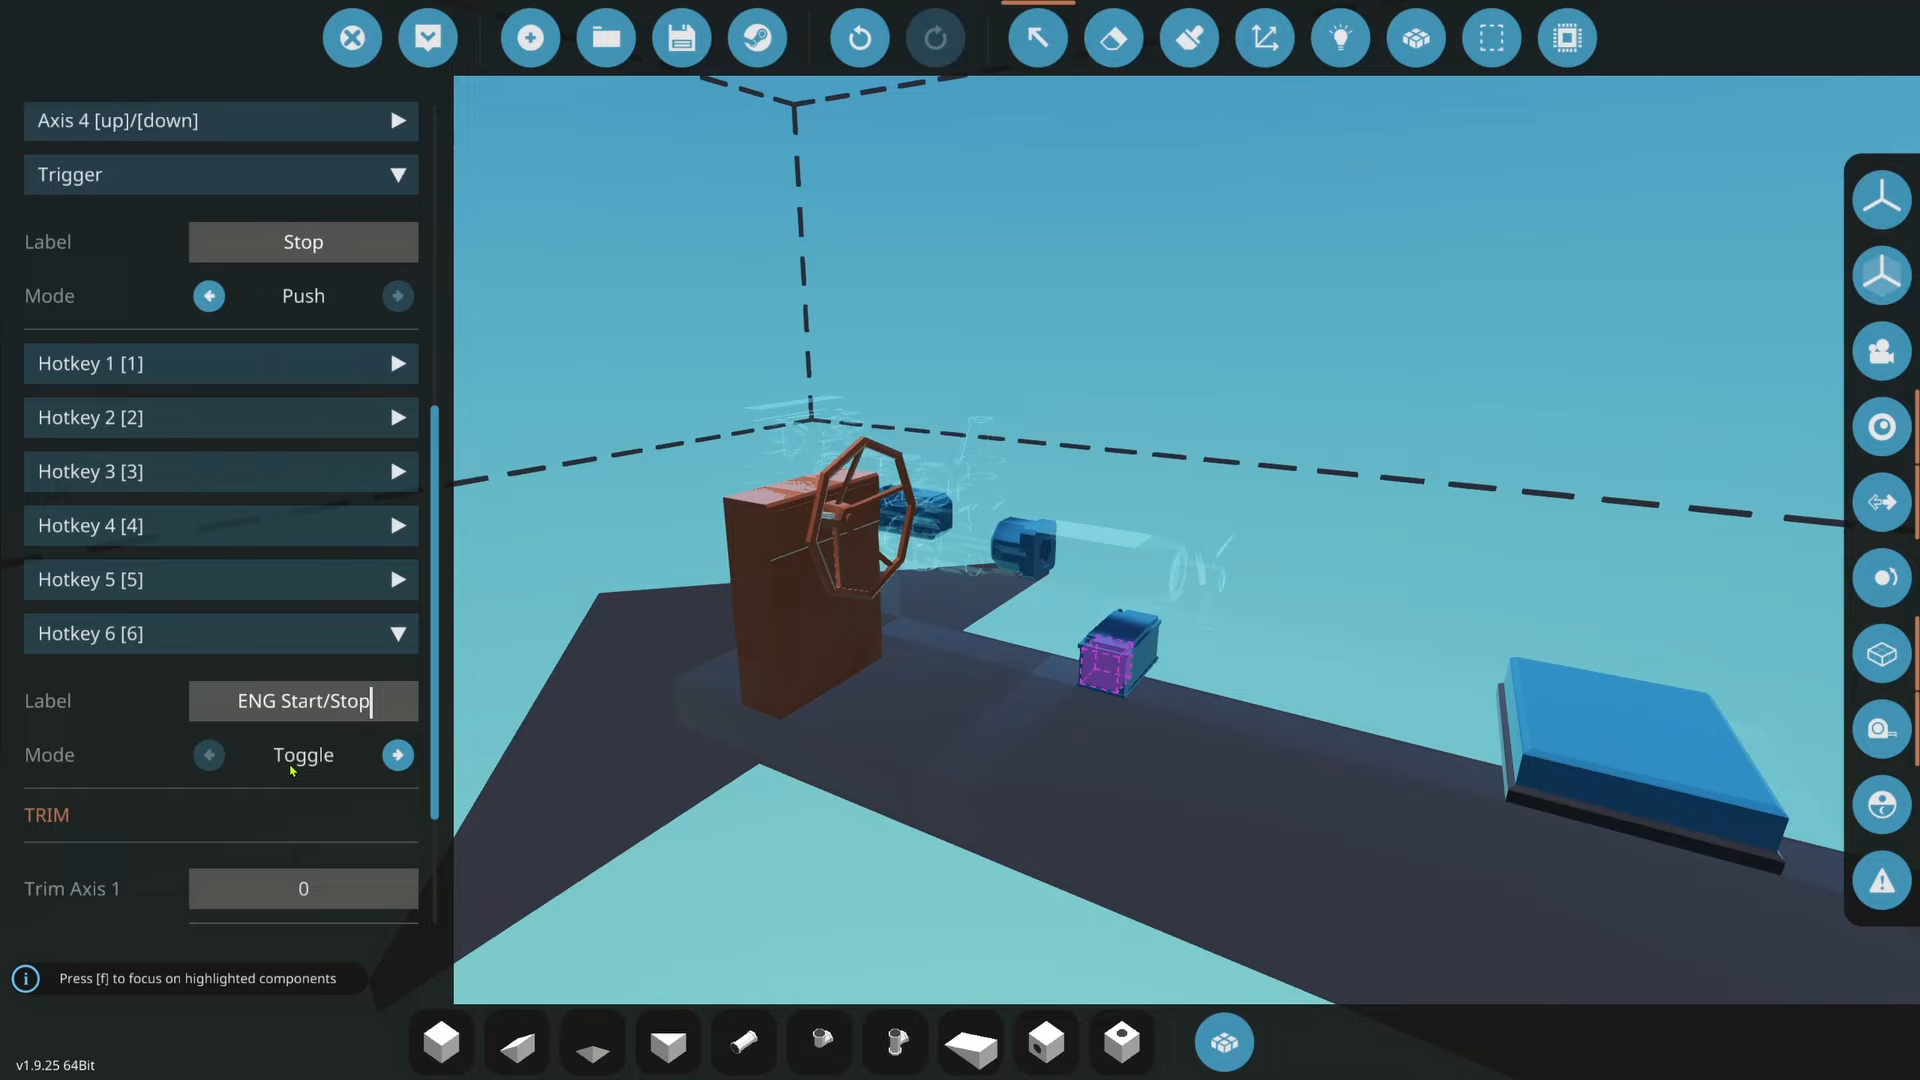 Axis 4 [up]/[down]
Trigger
Label
Stop
Mode
Push
Hotkey 1 [1]
Hotkey 2 [2]
Hotkey 3 [3]
Hotkey 4 [4]
Hotkey 5 [5]
Hotkey 6 [6]
Label
ENG Start/Stop
Mode
Toggle
TRIM
Trim Axis 1
0
Press [f] to focus on highlighted components
v1.9.25 64Bit